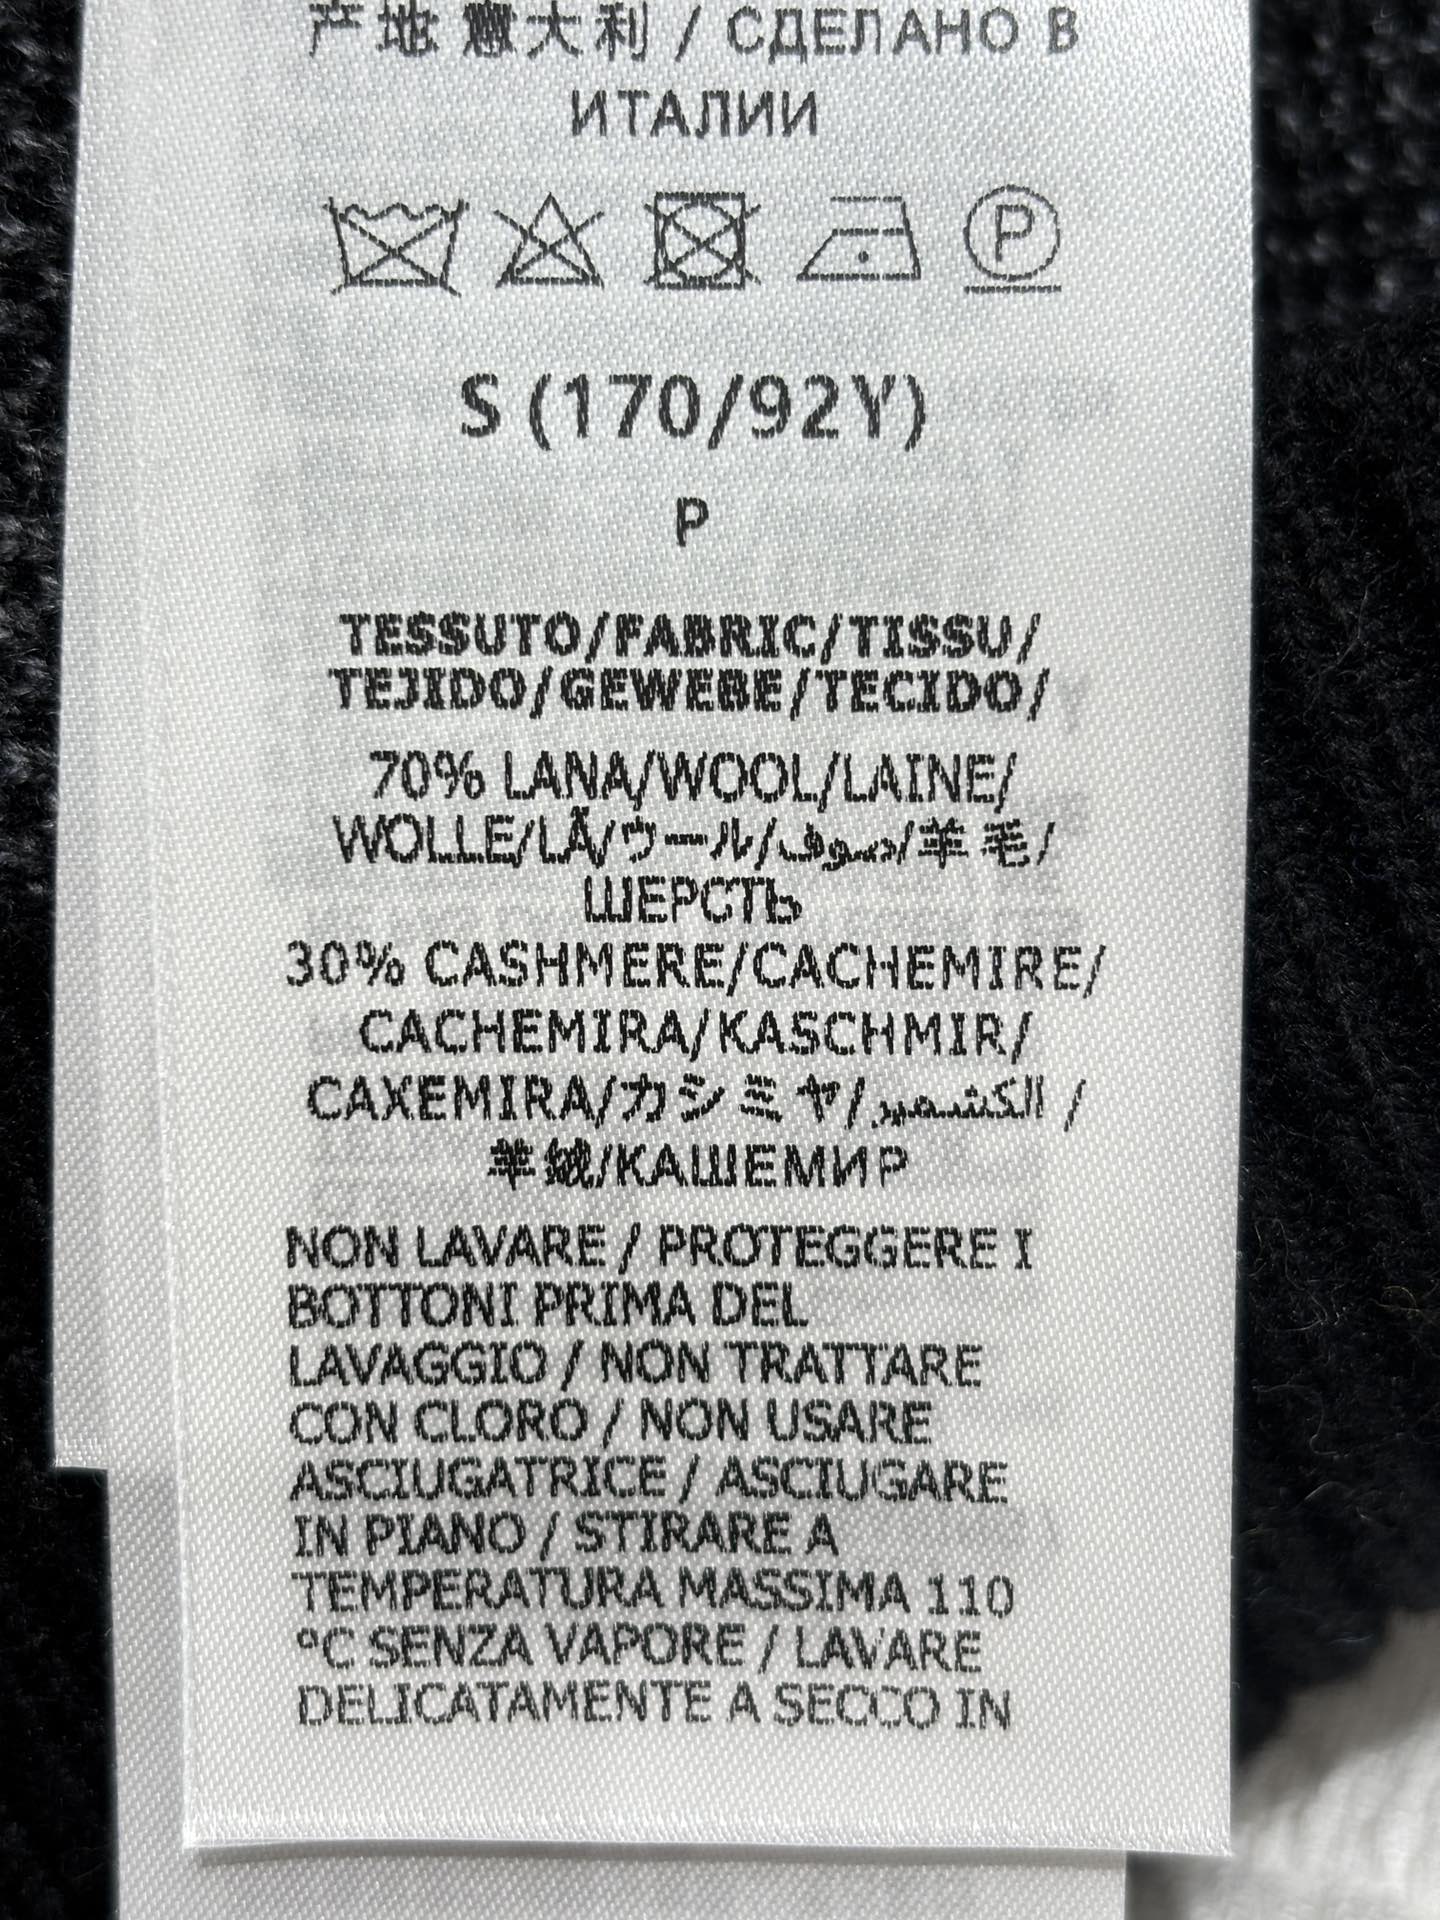 产地 意大利 / СДЕЛАНО В
ИТАЛИИ
P
S (170/92Y)
P
TESSUTO/FABRIC/TISSU/
TEJIDO/GEWEBE/TECIDO/
70% LANA/WOOL/LAINE/
WOLLE/LÃ/ウール/صوف/羊毛/
ШЕРСТЬ
30% CASHMERE/CACHEMIRE/
CACHEMIRA/KASCHMIR/
CAXEMIRA/カシミヤ/الكشمير /
羊绒/КАШЕМИР
NON LAVARE / PROTEGGERE I
BOTTONI PRIMA DEL
LAVAGGIO / NON TRATTARE
CON CLORO / NON USARE
ASCIUGATRICE / ASCIUGARE
IN PIANO / STIRARE A
TEMPERATURA MASSIMA 110
°C SENZA VAPORE / LAVARE
DELICATAMENTE A SECCO IN